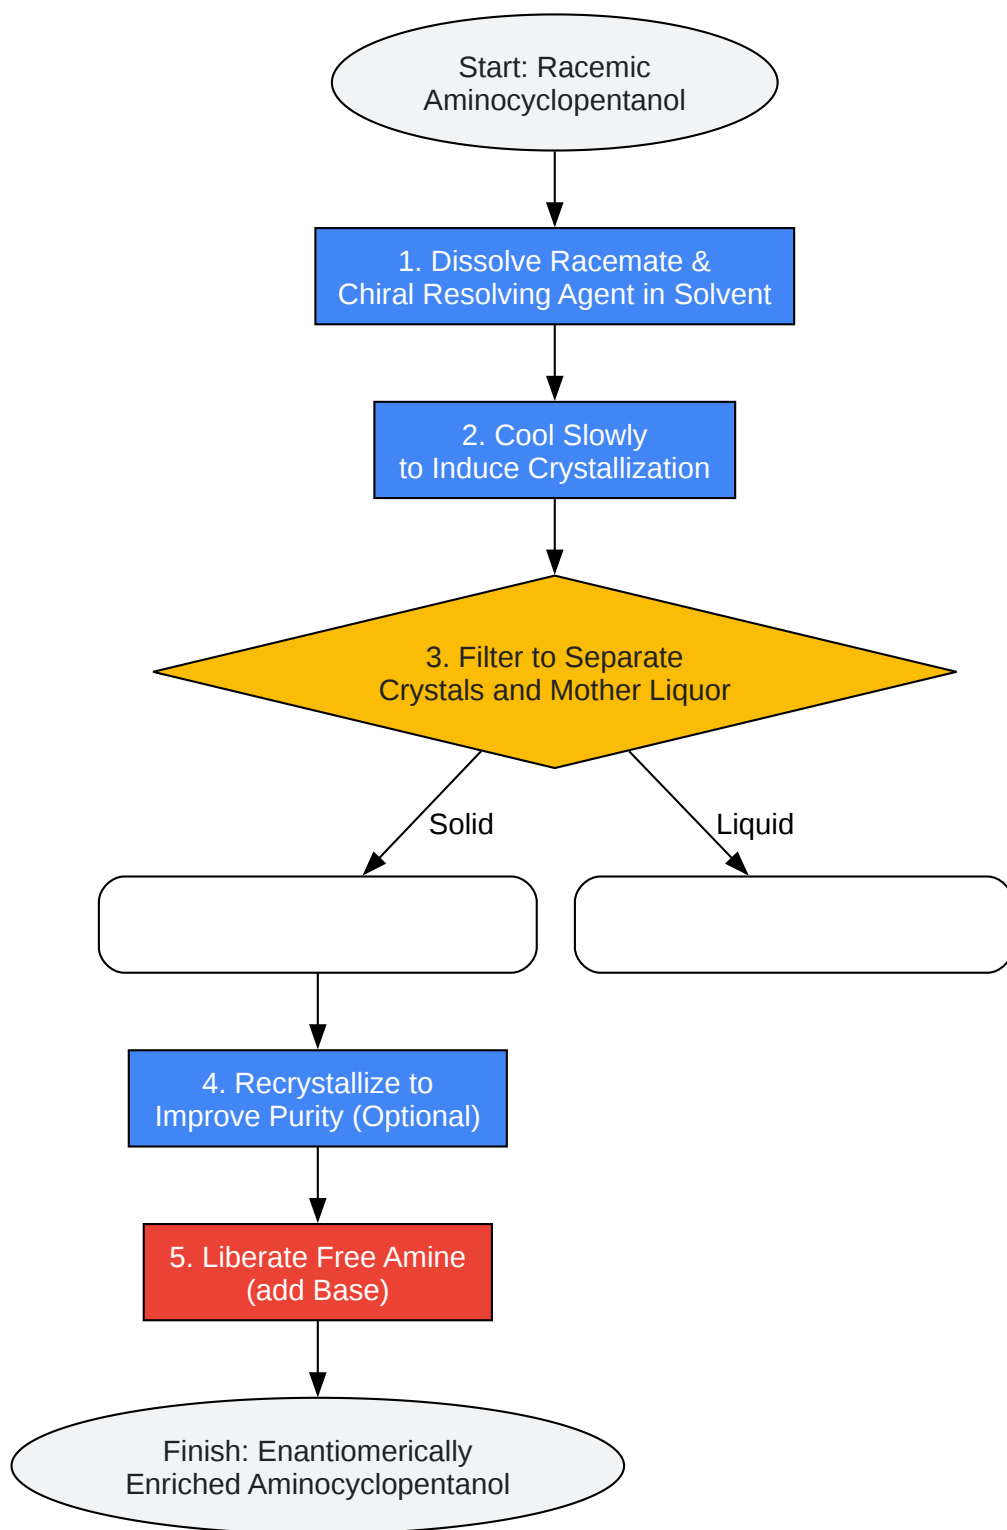 Start: Racemic
Aminocyclopentanol
1. Dissolve Racemate &
Chiral Resolving Agent in Solvent
2. Cool Slowly
to Induce Crystallization
3. Filter to Separate
Crystals and Mother Liquor
Solid
Liquid
4. Recrystallize to
Improve Purity (Optional)
5. Liberate Free Amine
(add Base)
Finish: Enantiomerically
Enriched Aminocyclopentanol